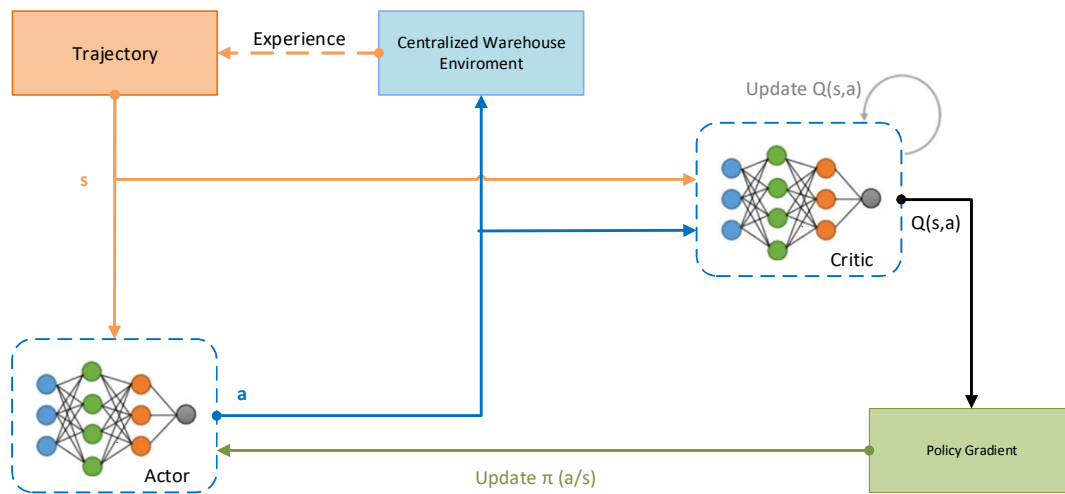 Trajectory
Experience
Centralized Warehouse
Enviroment
Update Q(s,a)
s
Q(s,a)
Critic
a
Actor
Policy Gradient
Update π (a/s)